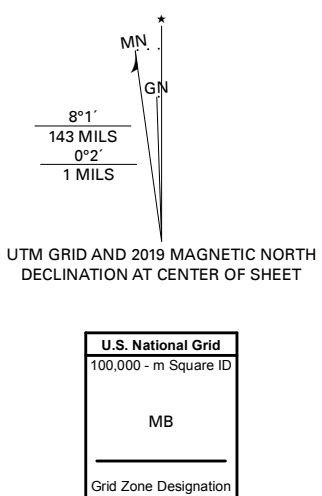 ★
MN
GN
8°1´
143 MILS
0°2´
1 MILS
UTM GRID AND 2019 MAGNETIC NORTH
DECLINATION AT CENTER OF SHEET
U.S. National Grid
100,000 - m Square ID
MB
Grid Zone Designation